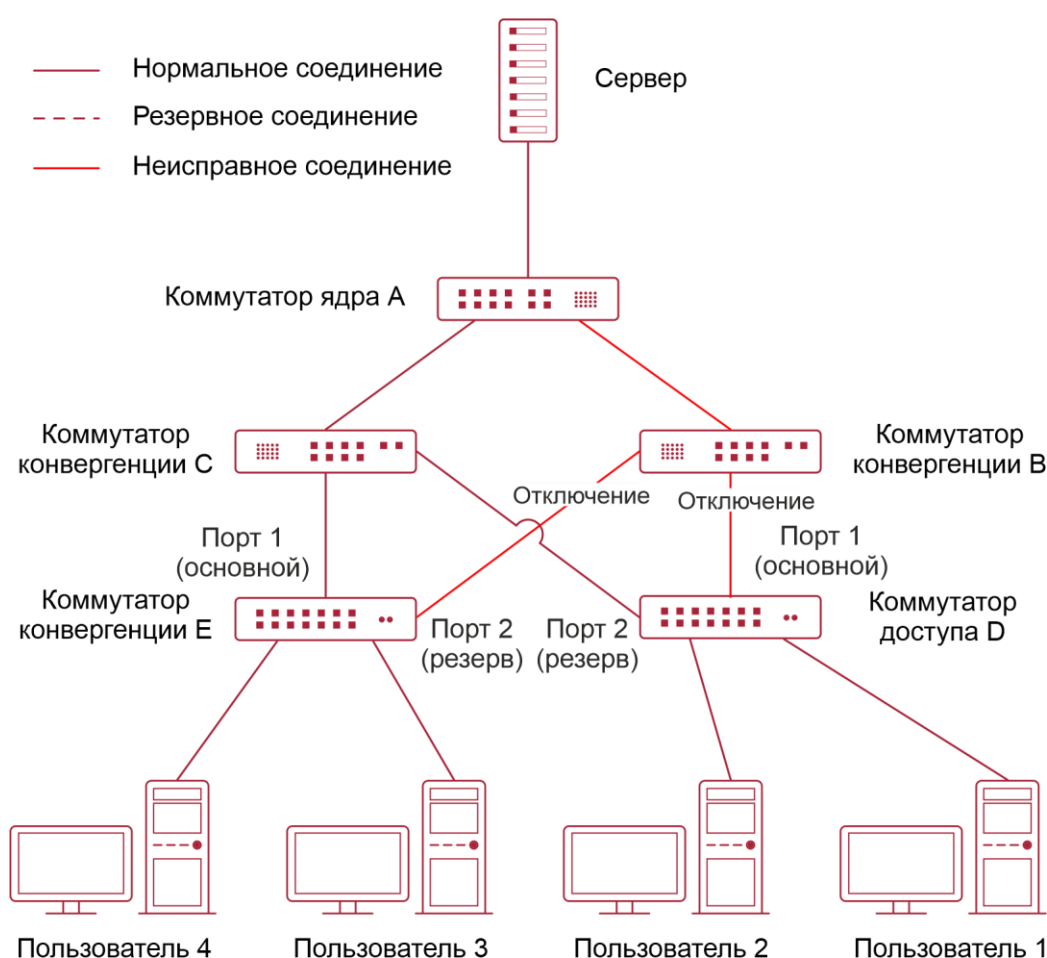 Нормальное соединение
Резервное соединение
Неисправное соединение
Сервер
Коммутатор ядра A
Коммутатор
конвергенции C
Коммутатор
конвергенции B
Отключение
Отключение
Порт 1
(основной)
Порт 1
(основной)
Коммутатор
конвергенции E
Порт 2
(резерв)
Порт 2
(резерв)
Коммутатор
доступа D
Пользователь 4
Пользователь 3
Пользователь 2
Пользователь 1